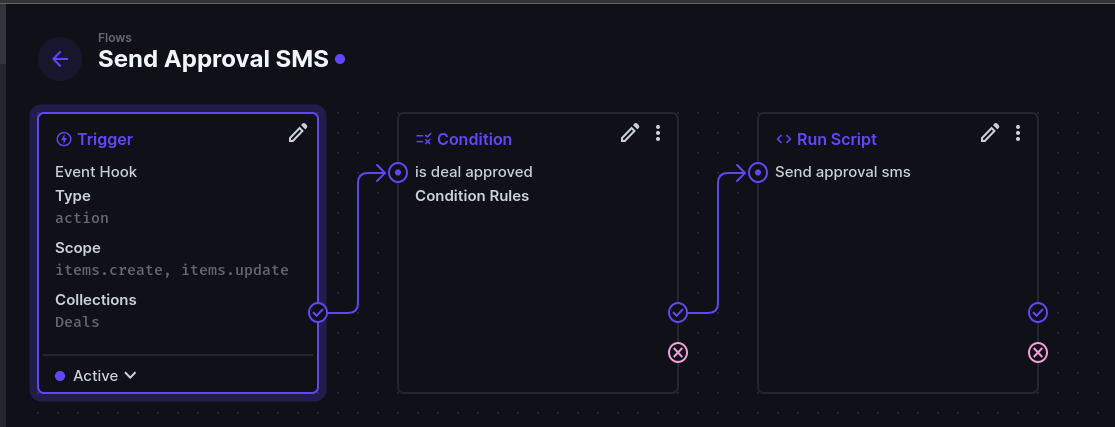 Flows
Send Approval SMS
Trigger
Event Hook
Type
action
Scope
items.create, items.update
Collections
Deals
Active
Condition
is deal approved
Condition Rules
Run Script
Send approval sms